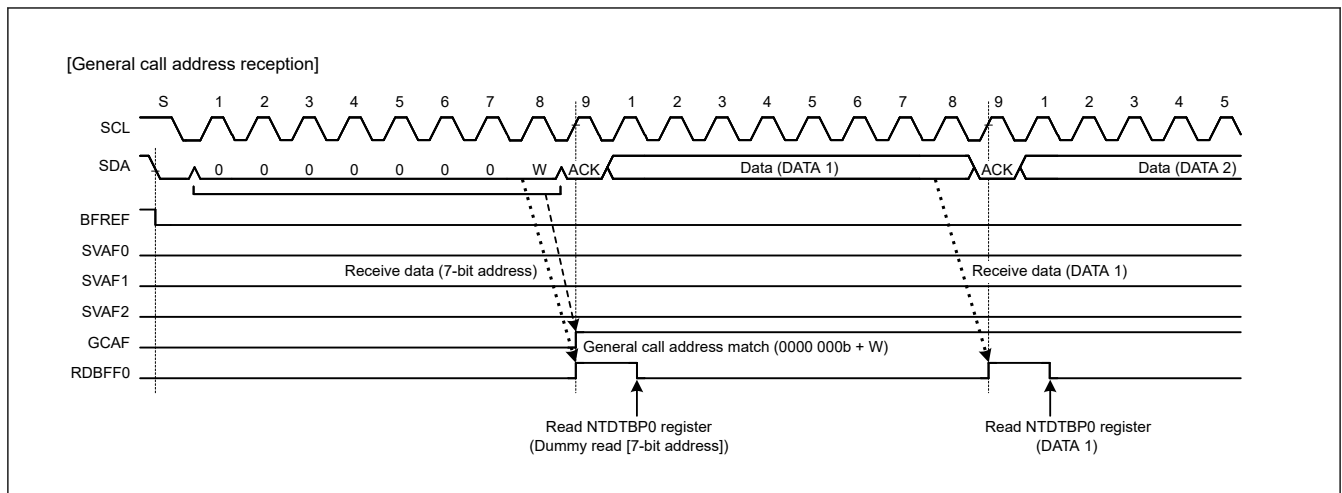 [General call address reception]
S 1 2 3 4 5 6 7 8 9 1 2 3 4 5 6 7 8 9 1 2 3 4 5
SCL
SDA 0 0 0 0 0 0 0 W ACK Data (DATA 1) ACK Data (DATA 2)
BFREF
SVAF0
Receive data (7-bit address) Receive data (DATA 1)
SVAF1
SVAF2
GCAF
General call address match (0000 000b + W)
RDBFF0
Read NTDTBP0 register
(Dummy read [7-bit address])
Read NTDTBP0 register
(DATA 1)